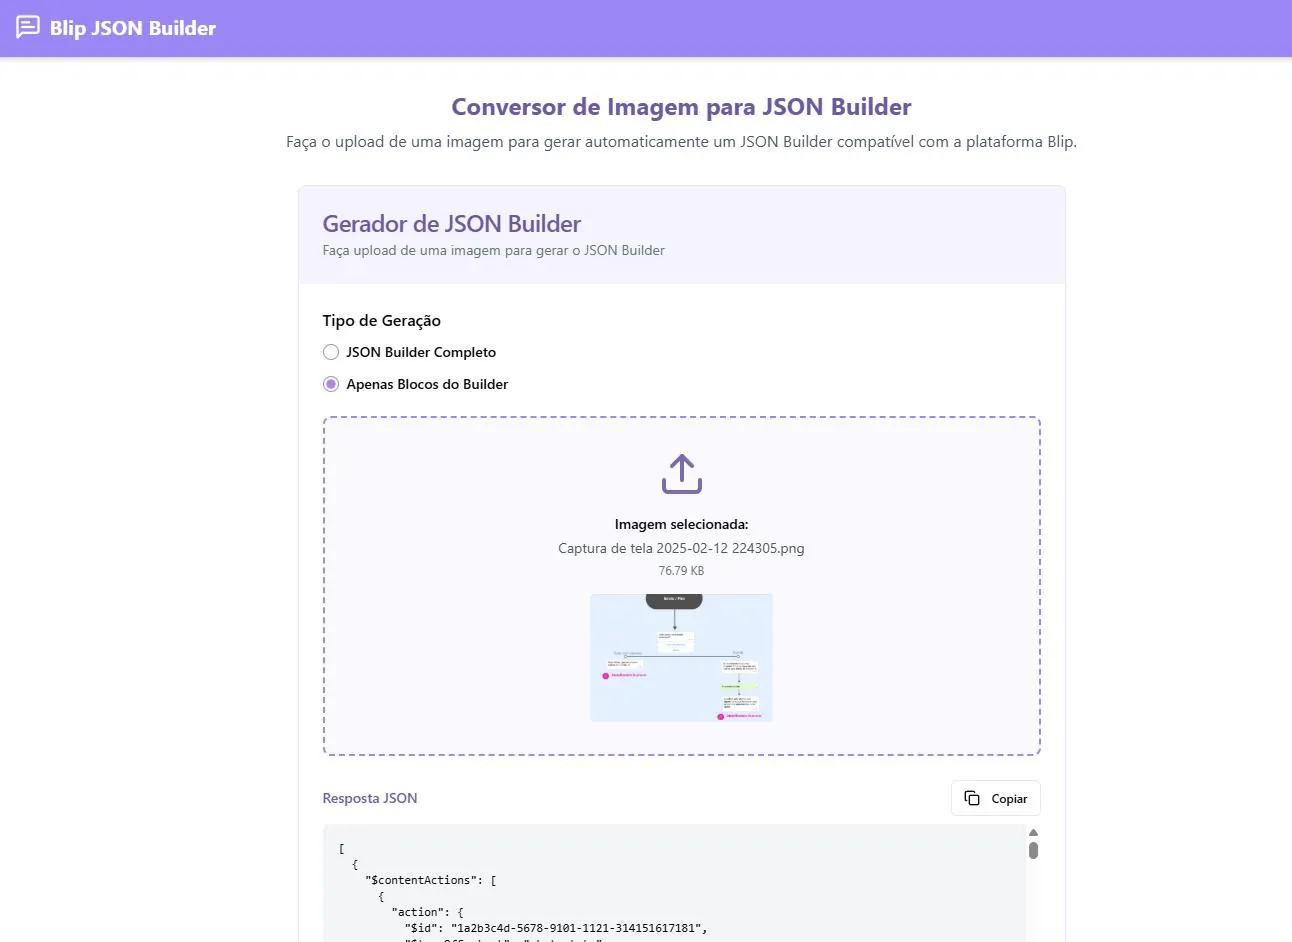 Blip JSON Builder
Conversor de Imagem para JSON Builder
Faça o upload de uma imagem para gerar automaticamente um JSON Builder compatível com a plataforma Blip.
Gerador de JSON Builder
Faça upload de uma imagem para gerar o JSON Builder
Tipo de Geração
JSON Builder Completo
Apenas Blocos do Builder
Imagem selecionada:
Captura de tela 2025-02-12 224305.png
76.79 KB
Resposta JSON
Copiar
[
{
"$contentActions": [
{
"action": {
"$id": "1a2b3c4d-5678-9101-1121-314151617181",